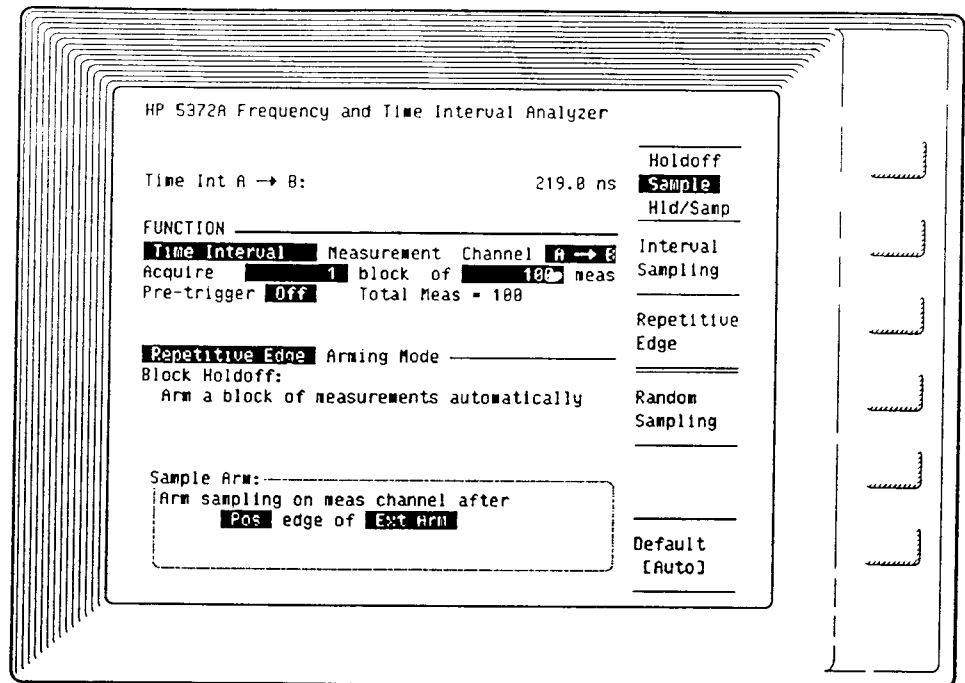 HP 5372A Frequency and Time Interval Analyzer
Time Int A → B: 219.0 ns
FUNCTION
Time Interval Measurement Channel A → B
Acquire 1 block of 100 meas
Pre-trigger Off Total Meas = 100
Repetitive Edge Arming Mode
Block Holdoff:
Arm a block of measurements automatically
Sample Arm:
Arm sampling on meas channel after
Pos edge of Ext Arm
Holdoff
Sample
Hld/Samp
Interval
Sampling
Repetitive
Edge
Random
Sampling
Default
[Auto]